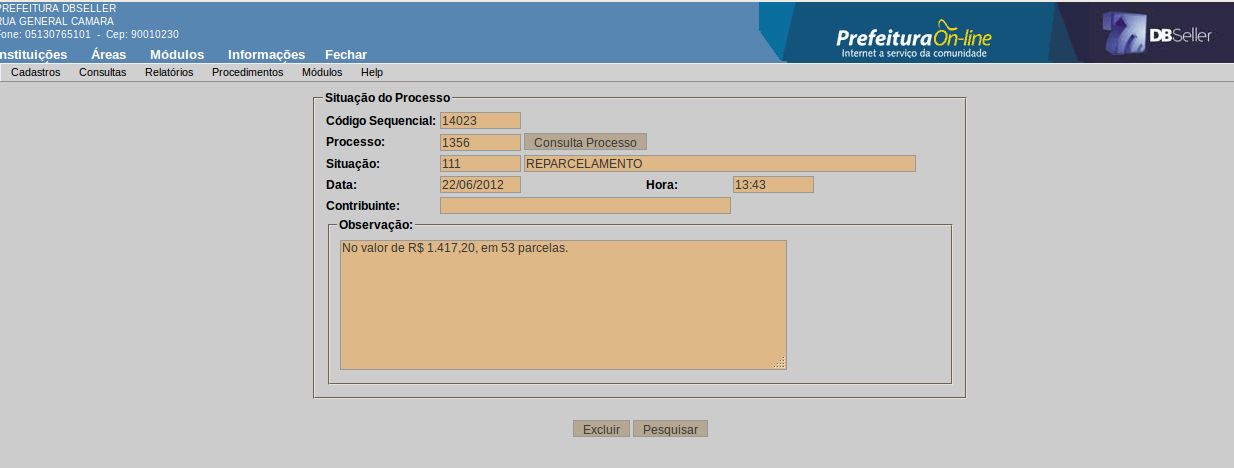 PREFEITURA DBSELLER
RUA GENERAL CAMARA
Fone: 05130765101 - Cep: 90010230
nstituições Áreas Módulos Informações Fechar
PrefeituraOn-line
Internet a serviço da comunidade
DBSeller
Cadastros Consultas Relatórios Procedimentos Módulos Help
Situação do Processo
Código Sequencial: 14023
Processo: 1356 Consulta Processo
Situação: 111 REPARCELAMENTO
Data: 22/06/2012 Hora: 13:43
Contribuinte:
Observação:
No valor de R$ 1.417,20, em 53 parcelas.
Excluir Pesquisar